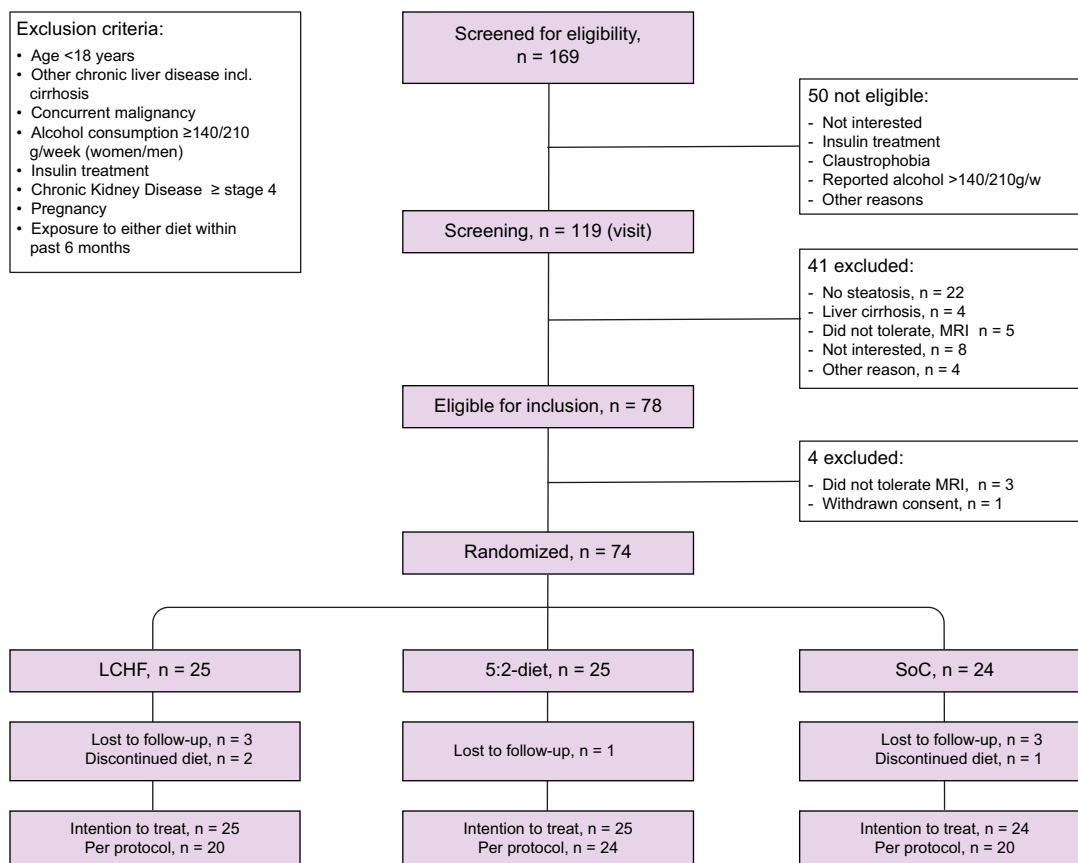 Exclusion criteria:
• Age <18 years
• Other chronic liver disease incl.
cirrhosis
• Concurrent malignancy
• Alcohol consumption ≥140/210
g/week (women/men)
• Insulin treatment
• Chronic Kidney Disease ≥ stage 4
• Pregnancy
• Exposure to either diet within
past 6 months
Screened for eligibility,
n = 169
50 not eligible:
- Not interested
- Insulin treatment
- Claustrophobia
- Reported alcohol >140/210g/w
- Other reasons
Screening, n = 119 (visit)
41 excluded:
- No steatosis, n = 22
- Liver cirrhosis, n = 4
- Did not tolerate, MRI n = 5
- Not interested, n = 8
- Other reason, n = 4
Eligible for inclusion, n = 78
4 excluded:
- Did not tolerate MRI, n = 3
- Withdrawn consent, n = 1
Randomized, n = 74
LCHF, n = 25
5:2-diet, n = 25
SoC, n = 24
Lost to follow-up, n = 3
Discontinued diet, n = 2
Lost to follow-up, n = 1
Lost to follow-up, n = 3
Discontinued diet, n = 1
Intention to treat, n = 25
Per protocol, n = 20
Intention to treat, n = 25
Per protocol, n = 24
Intention to treat, n = 24
Per protocol, n = 20